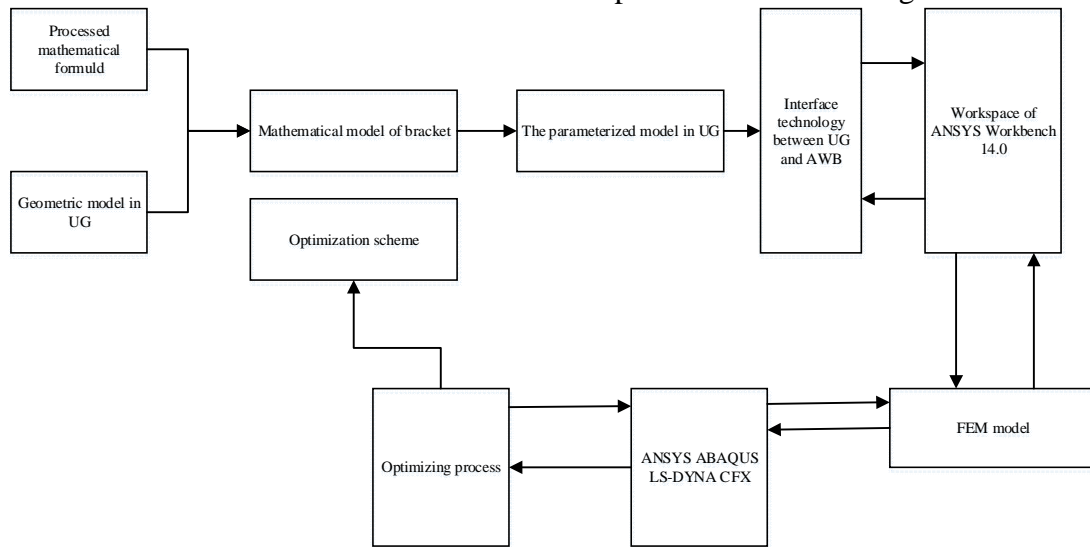 Processed
mathematical
formuld
Geometric model in
UG
Mathematical model of bracket
The parameterized model in UG
Interface
technology
between UG
and AWB
Workspace of
ANSYS Workbench
14.0
Optimization scheme
Optimizing process
ANSYS ABAQUS
LS-DYNA CFX
FEM model